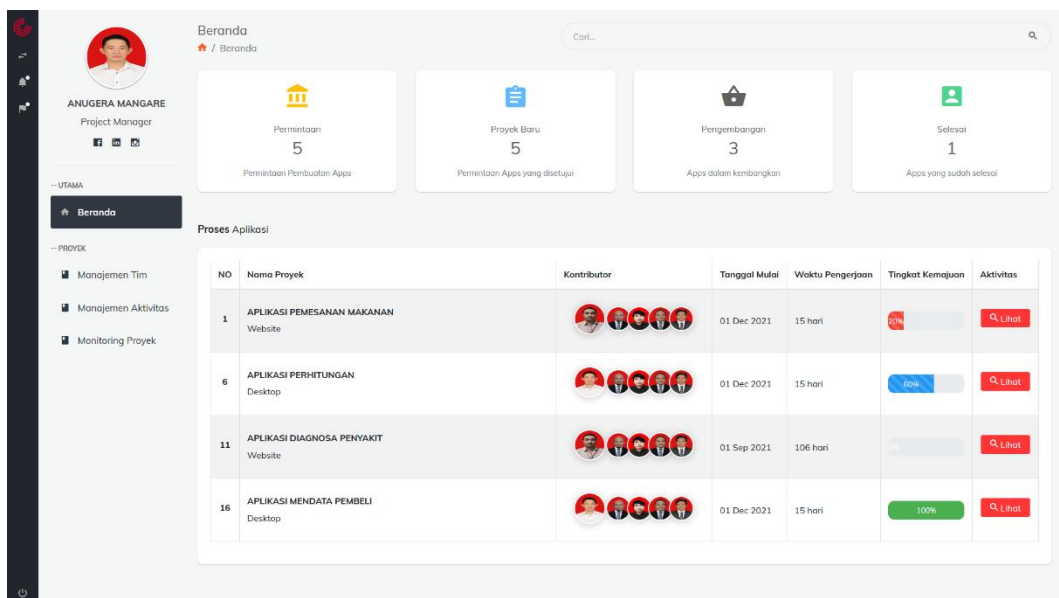 Beranda
/ Beranda
Cari...
ANUGERA MANGARE
Project Manager
Permintaan
5
Permintaan Pembuatan Apps
Proyek Baru
5
Permintaan Apps yang disetujui
Pengembangan
3
Apps dalam kembangkan
Selesai
1
Apps yang sudah selesai
-- UTAMA
Beranda
-- PROYEK
Manajemen Tim
Manajemen Aktivitas
Monitoring Proyek
Proses Aplikasi
NO Nama Proyek Kontributor Tanggal Mulai Waktu Pengerjaan Tingkat Kemajuan Aktivitas
1 APLIKASI PEMESANAN MAKANAN
Website
01 Dec 2021 15 hari 20% Lihat
6 APLIKASI PERHITUNGAN
Desktop
01 Dec 2021 15 hari 60% Lihat
11 APLIKASI DIAGNOSA PENYAKIT
Website
01 Sep 2021 106 hari Lihat
16 APLIKASI MENDATA PEMBELI
Desktop
01 Dec 2021 15 hari 100% Lihat